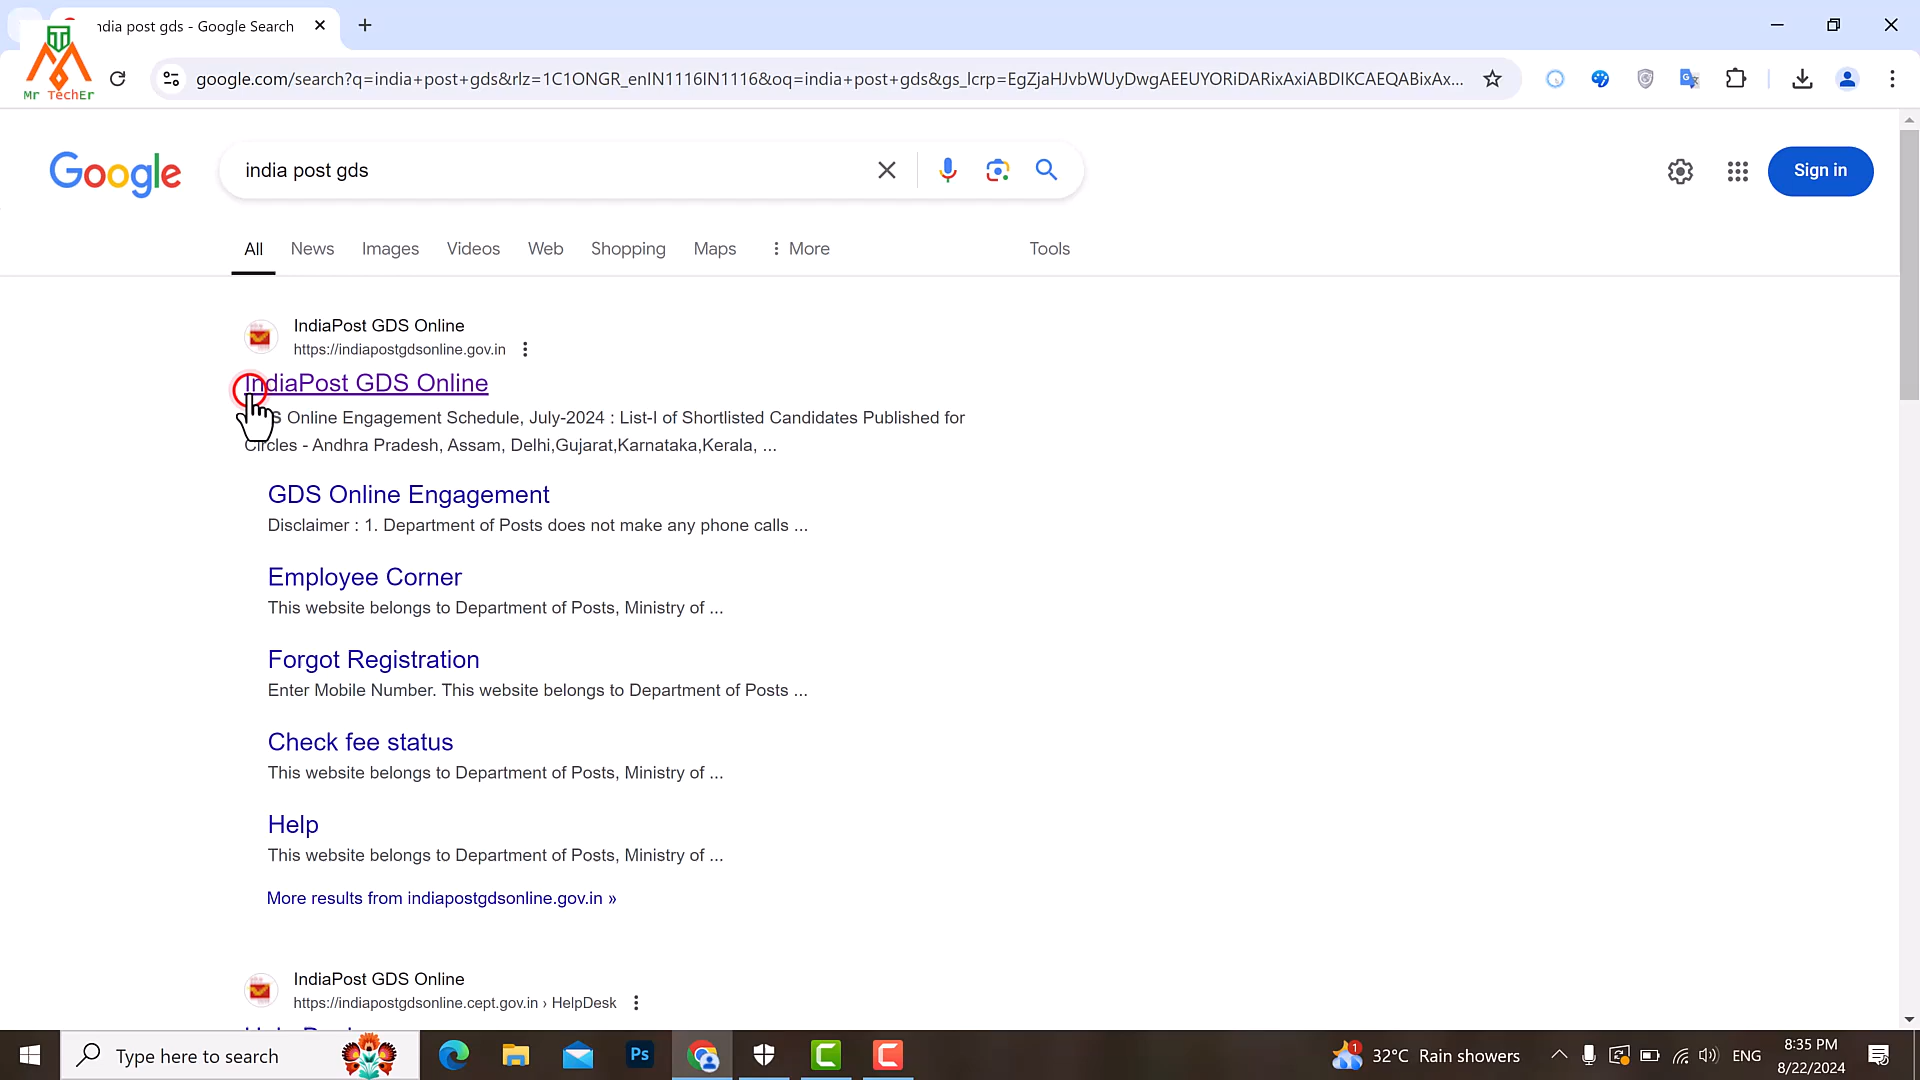 ndia post gds - Google Search
Mr TechEr
google.com/search?q=india+post+gds&rlz=1C1ONGR_enIN1116IN1116&oq=india+post+gds&gs_lcrp=EgZjaHJvbWUyDwgAEEUYORiDARixAxiABDIKCAEQABixAx...
Google
india post gds
Sign in
All News Images Videos Web Shopping Maps More Tools
IndiaPost GDS Online
https://indiapostgdsonline.gov.in
IndiaPost GDS Online
S Online Engagement Schedule, July-2024 : List-I of Shortlisted Candidates Published for
Circles - Andhra Pradesh, Assam, Delhi,Gujarat,Karnataka,Kerala, ...
GDS Online Engagement
Disclaimer : 1. Department of Posts does not make any phone calls ...
Employee Corner
This website belongs to Department of Posts, Ministry of ...
Forgot Registration
Enter Mobile Number. This website belongs to Department of Posts ...
Check fee status
This website belongs to Department of Posts, Ministry of ...
Help
This website belongs to Department of Posts, Ministry of ...
More results from indiapostgdsonline.gov.in »
IndiaPost GDS Online
https://indiapostgdsonline.cept.gov.in › HelpDesk
Type here to search
Ps
1
32°C Rain showers
ENG
8:35 PM
8/22/2024